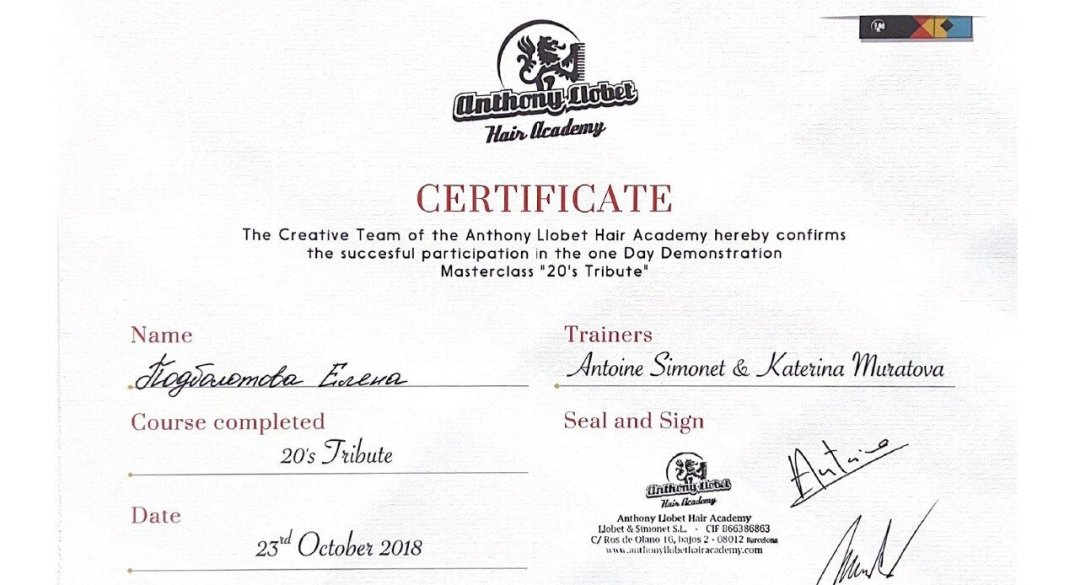 Anthony Llobet
Hair Academy
CERTIFICATE
The Creative Team of the Anthony Llobet Hair Academy hereby confirms
the succesful participation in the one Day Demonstration
Masterclass "20's Tribute"
Name
Подболотова Елена
Trainers
Antoine Simonet & Katerina Muratova
Course completed
20's Tribute
Seal and Sign
Antoine
Anthony Llobet
Hair Academy
Anthony Llobet Hair Academy
Llobet & Simonet S.L. - CIF B66386863
C/ Ros de Olano 16, bajos 2 - 08012 Barcelona
www.anthonyllobethairacademy.com
Date
23rd October 2018